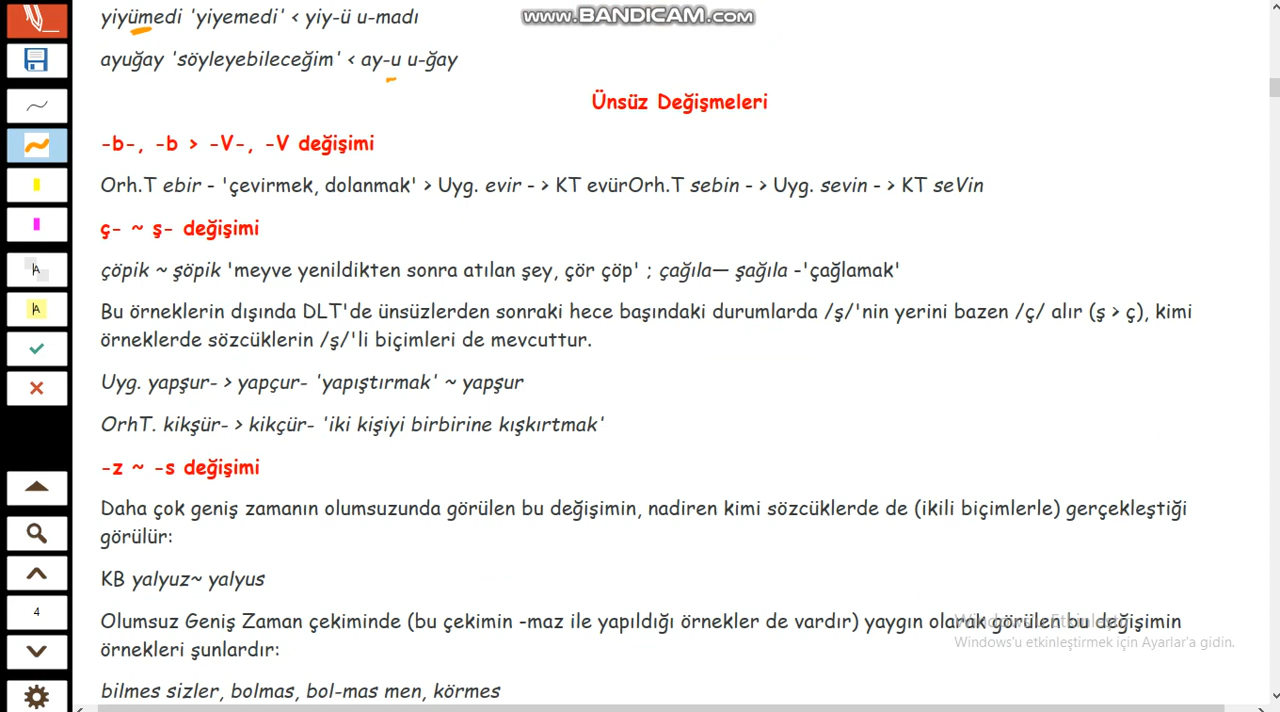 www.BANDICAM.com
yiyümedi 'yiyemedi' < yiy-ü u-madı
ayuğay 'söyleyebileceğim' < ay-u u-ğay
Ünsüz Değişmeleri
-b-, -b > -V-, -V değişimi
Orh.T ebir - 'çevirmek, dolanmak' > Uyg. evir - > KT evürOrh.T sebin - > Uyg. sevin - > KT seVin
ç- ~ ş- değişimi
çöpik ~ şöpik 'meyve yenildikten sonra atılan şey, çör çöp' ; çağıla— şağıla -'çağlamak'
Bu örneklerin dışında DLT'de ünsüzlerden sonraki hece başındaki durumlarda /ş/'nin yerini bazen /ç/ alır (ş > ç), kimi
örneklerde sözcüklerin /ş/'li biçimleri de mevcuttur.
Uyg. yapşur- > yapçur- 'yapıştırmak' ~ yapşur
OrhT. kikşür- > kikçür- 'iki kişiyi birbirine kışkırtmak'
-z ~ -s değişimi
Daha çok geniş zamanın olumsuzunda görülen bu değişimin, nadiren kimi sözcüklerde de (ikili biçimlerle) gerçekleştiği
görülür:
KB yalyuz~ yalyus
Olumsuz Geniş Zaman çekiminde (bu çekimin -maz ile yapıldığı örnekler de vardır) yaygın olarak görülen bu değişimin
örnekleri şunlardır:
bilmes sizler, bolmas, bol-mas men, körmes
A
A
4
Windows'u Etkinleştir
Windows'u etkinleştirmek için Ayarlar'a gidin.